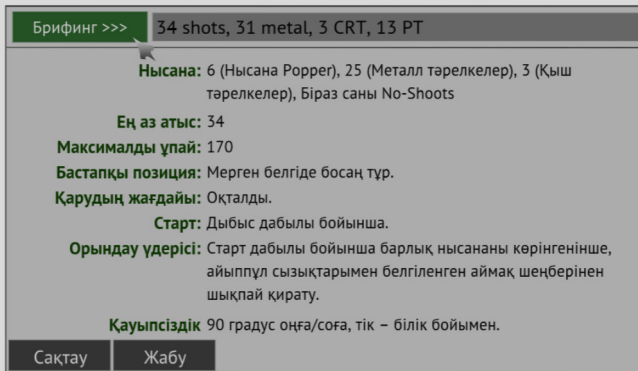 Брифинг >>> 34 shots, 31 metal, 3 CRT, 13 PT
Нысана: 6 (Нысана Popper), 25 (Металл тәрелкелер), 3 (Қыш
тәрелкелер), Біраз саны No-Shoots
Ең аз атыс: 34
Максималды ұпай: 170
Бастапқы позиция: Мерген белгіде босаң тұр.
Қарудың жағдайы: Оқталды.
Старт: Дыбыс дабылы бойынша.
Орындау үдерісі: Старт дабылы бойынша барлық нысананы көрінгенінше,
айыппұл сызықтарымен белгіленген аймақ шеңберінен
шықпай қирату.
Қауыпсіздік 90 градус оңға/соға, тік – білік бойымен.
Сақтау Жабу